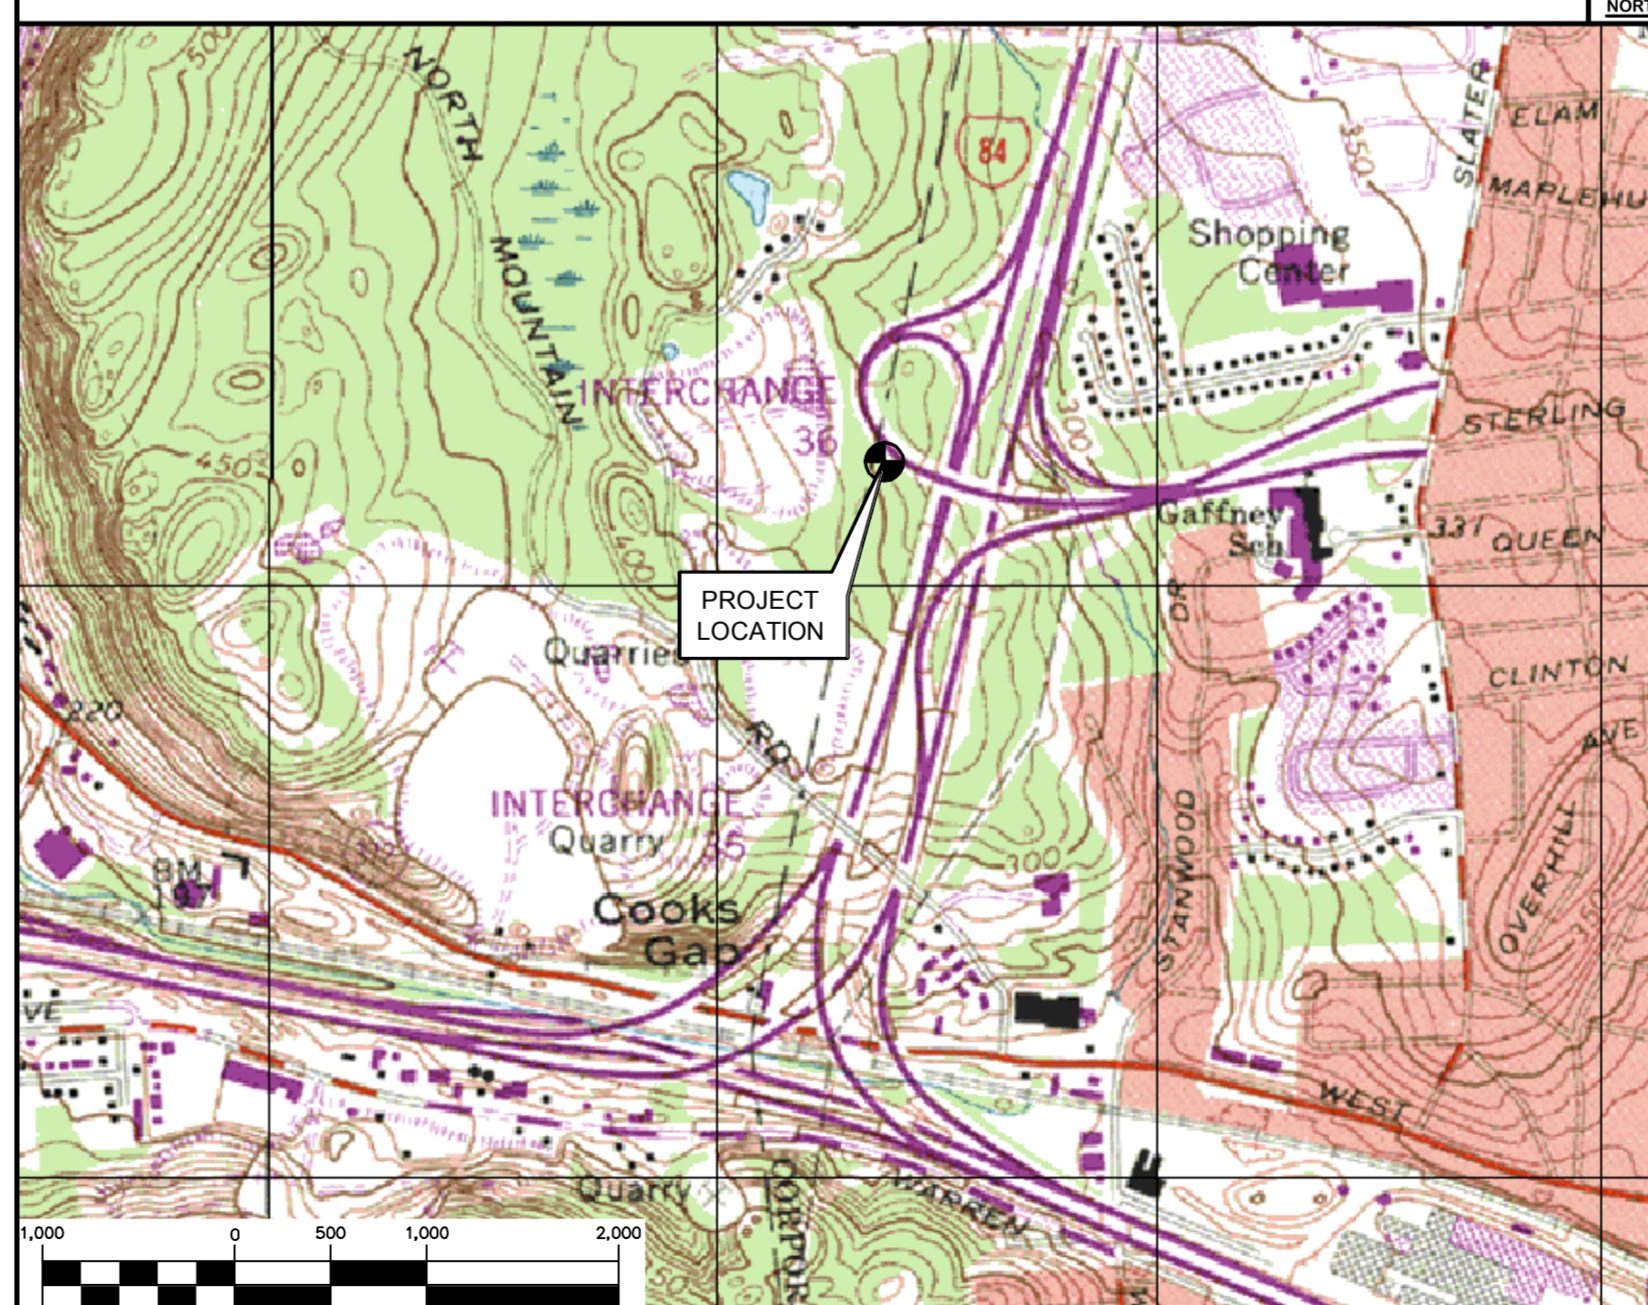 NORT
500
NORTH
MOUNTAIN
84
350
SLATER
ELAM
MAPLEHU
Shopping
Center
INTERCHANGE
36
300
STERLING
450
400
Gaffney
Sch
331
QUEEN
PROJECT
LOCATION
DR
Quarries
CLINTON
220
RD
AVE
INTERCHANGE
35
Quarry
STANWOOD
OVERHILL
350
300
BM
197
Cooks
Gap
VE
WEST
Quarry
WARREN
CORPOR
1,000
0
500
1,000
2,000